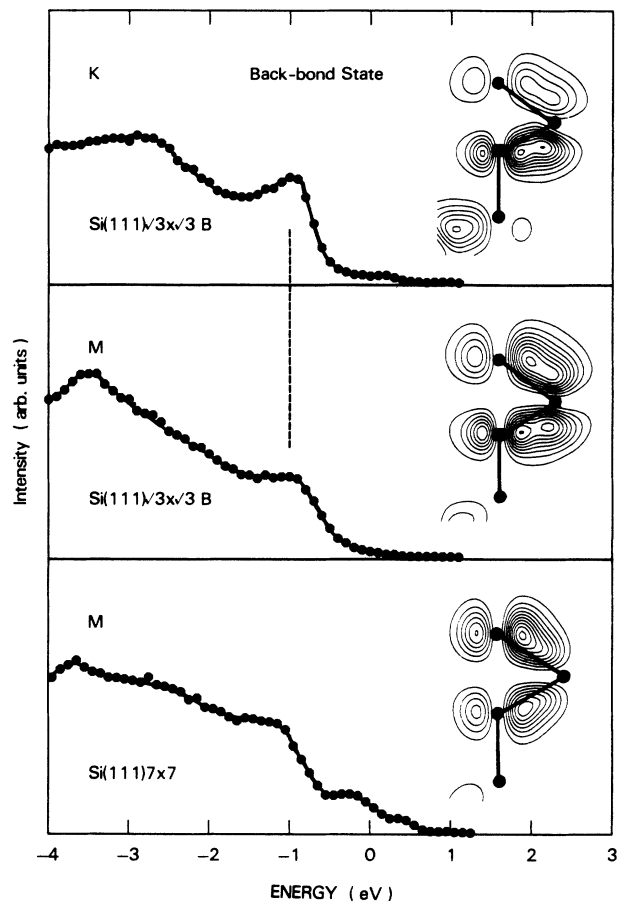 K
Back-bond State
Si(111)√3x√3 B
M
Si(111)√3x√3 B
M
Si(111)7x7
Intensity ( arb. units )
−4 −3 −2 −1 0 1 2 3
ENERGY ( eV )